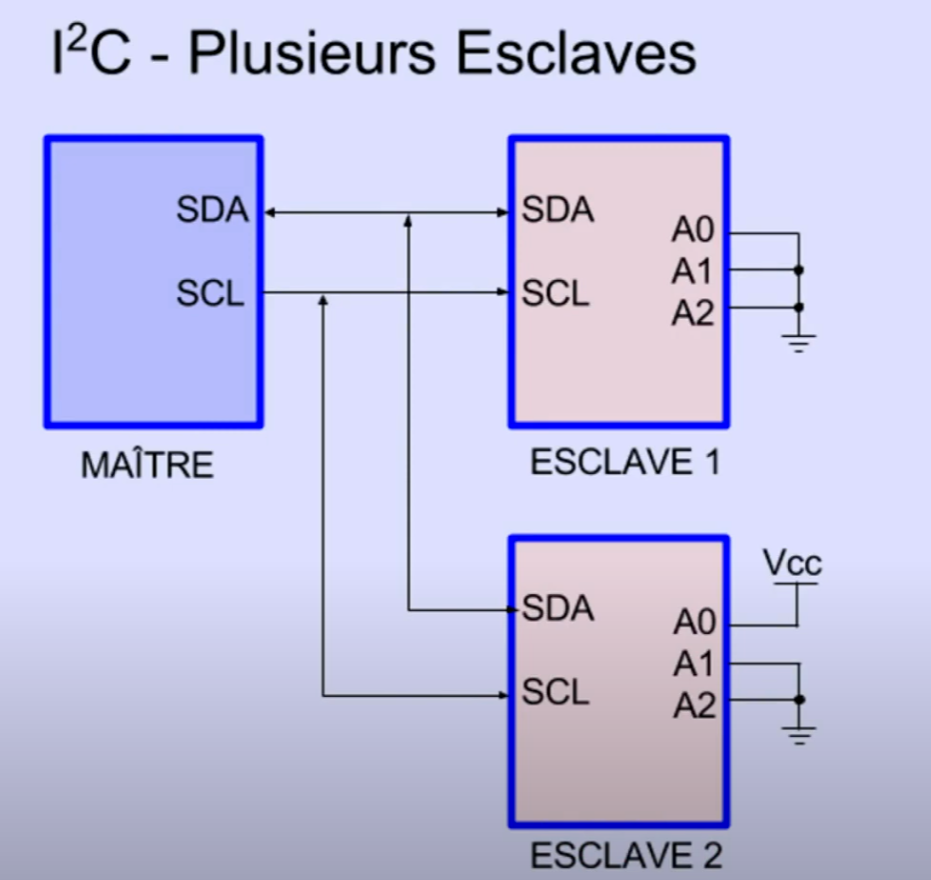 I²C - Plusieurs Esclaves
SDA
SCL
MAÎTRE
SDA
SCL
A0
A1
A2
ESCLAVE 1
Vcc
SDA
SCL
A0
A1
A2
ESCLAVE 2